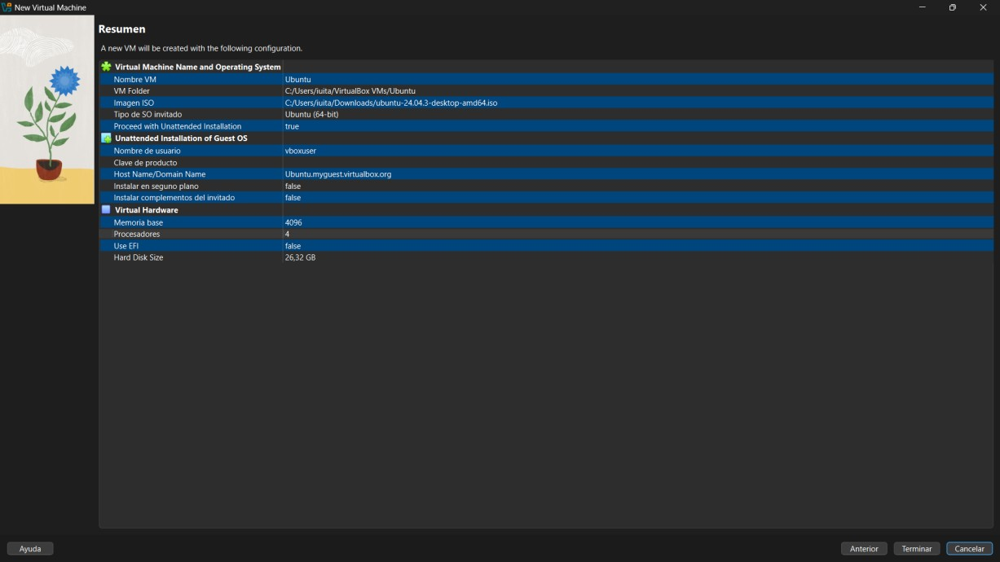 New Virtual Machine
Resumen
A new VM will be created with the following configuration.
Virtual Machine Name and Operating System
Nombre VM Ubuntu
VM Folder C:/Users/iuita/VirtualBox VMs/Ubuntu
Imagen ISO C:/Users/iuita/Downloads/ubuntu-24.04.3-desktop-amd64.iso
Tipo de SO invitado Ubuntu (64-bit)
Proceed with Unattended Installation true
Unattended Installation of Guest OS
Nombre de usuario vboxuser
Clave de producto
Host Name/Domain Name Ubuntu.myguest.virtualbox.org
Instalar en seguno plano false
Instalar complementos del invitado false
Virtual Hardware
Memoria base 4096
Procesadores 4
Use EFI false
Hard Disk Size 26,32 GB
Ayuda Anterior Terminar Cancelar